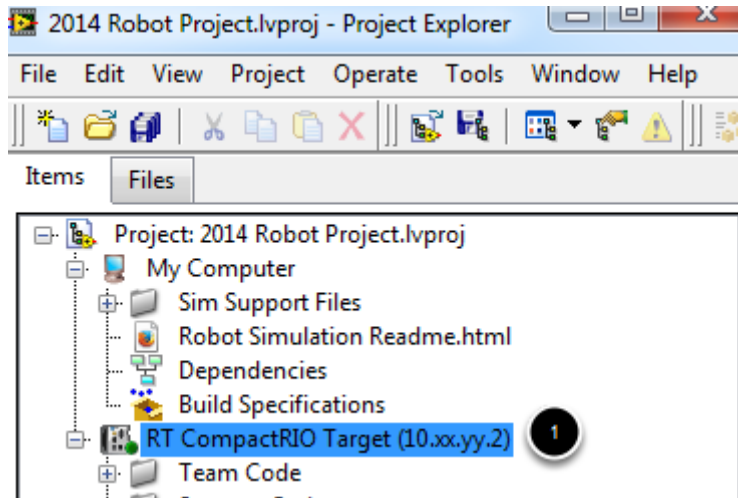 2014 Robot Project.lvproj - Project Explorer
File Edit View Project Operate Tools Window Help
Items Files
Project: 2014 Robot Project.lvproj
My Computer
Sim Support Files
Robot Simulation Readme.html
Dependencies
Build Specifications
RT CompactRIO Target (10.xx.yy.2) 1
Team Code